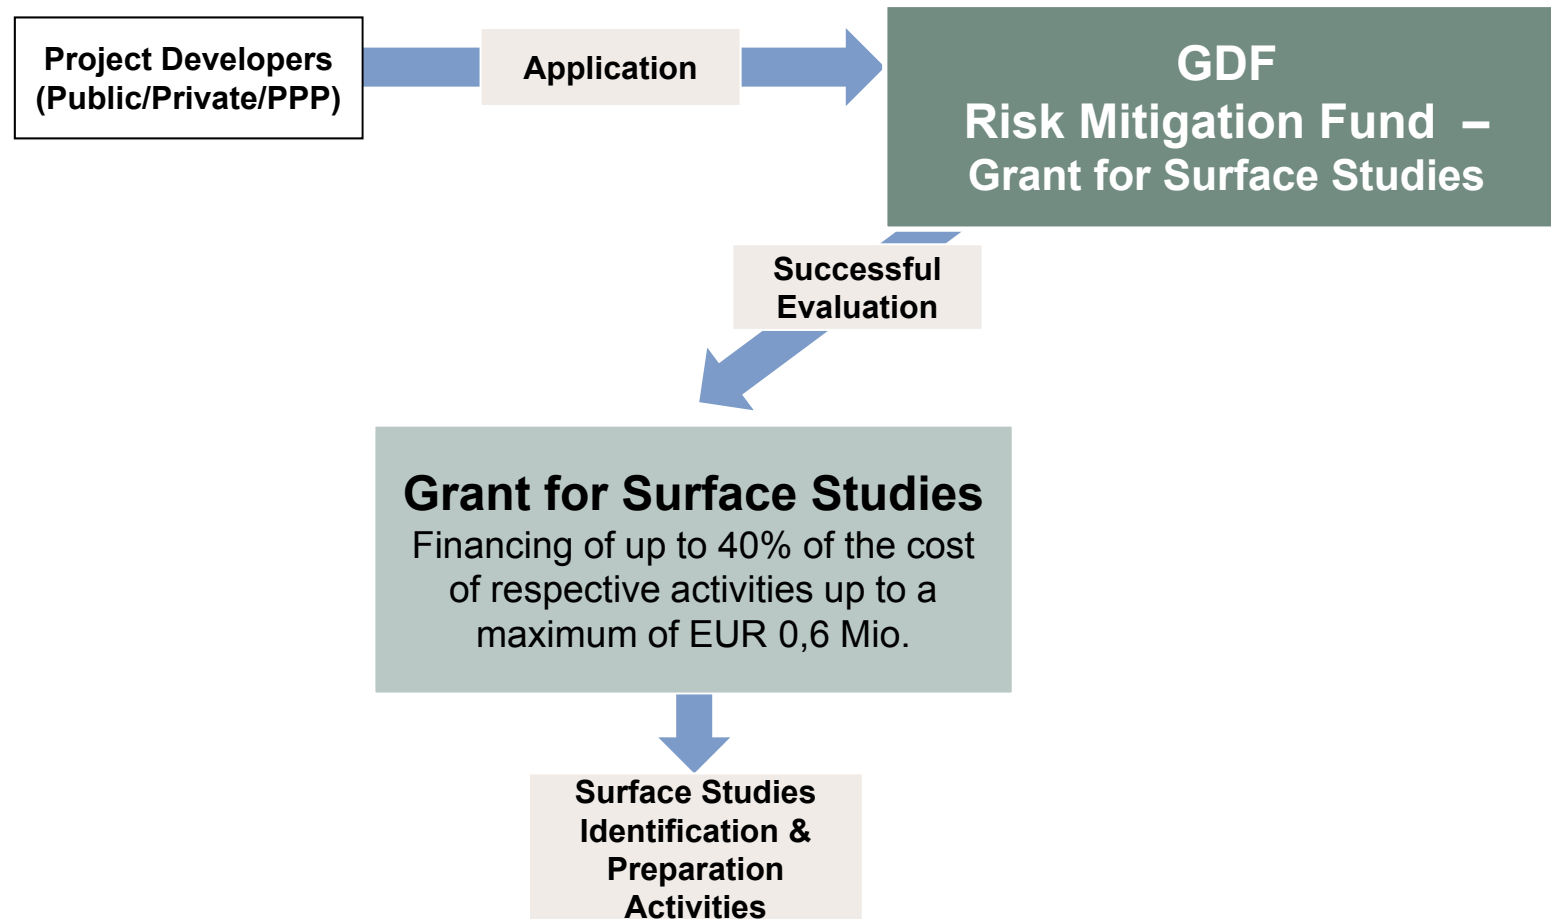 Project Developers
(Public/Private/PPP)
Application
GDF
Risk Mitigation Fund –
Grant for Surface Studies
Successful
Evaluation
Grant for Surface Studies
Financing of up to 40% of the cost
of respective activities up to a
maximum of EUR 0,6 Mio.
Surface Studies
Identification &
Preparation
Activities